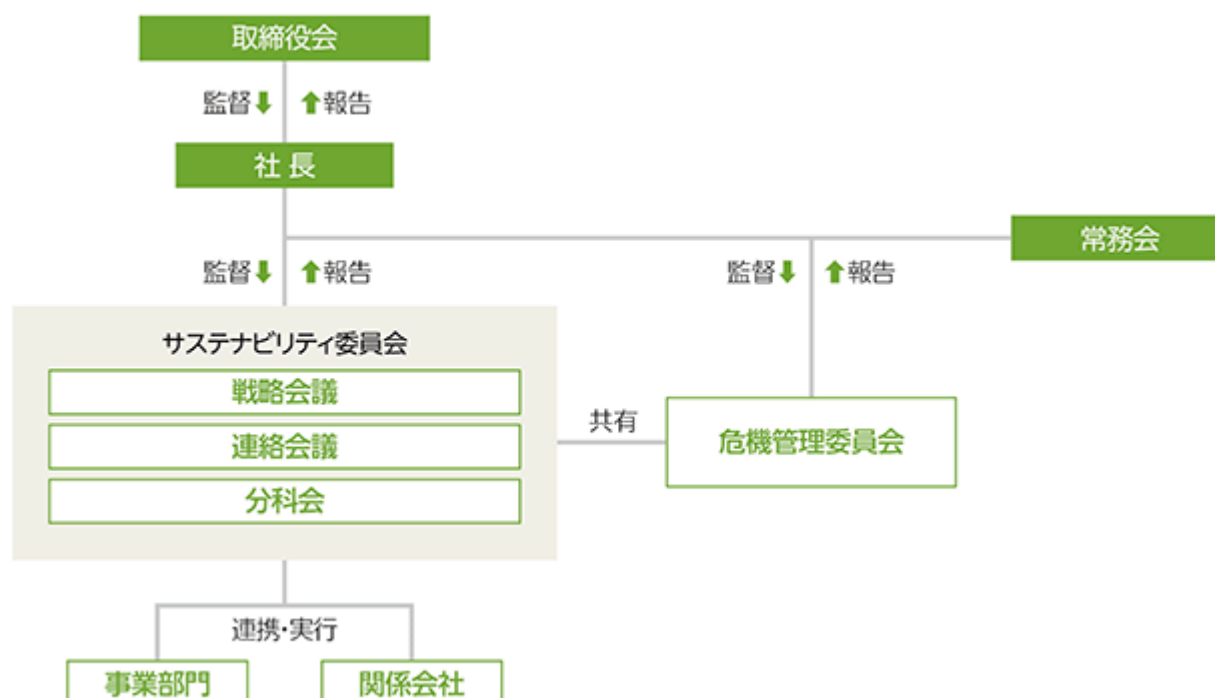 取締役会
監督⬇ ⬆報告
社 長
常務会
監督⬇ ⬆報告
監督⬇ ⬆報告
サステナビリティ委員会
戦略会議
連絡会議
分科会
共有
危機管理委員会
連携・実行
事業部門
関係会社